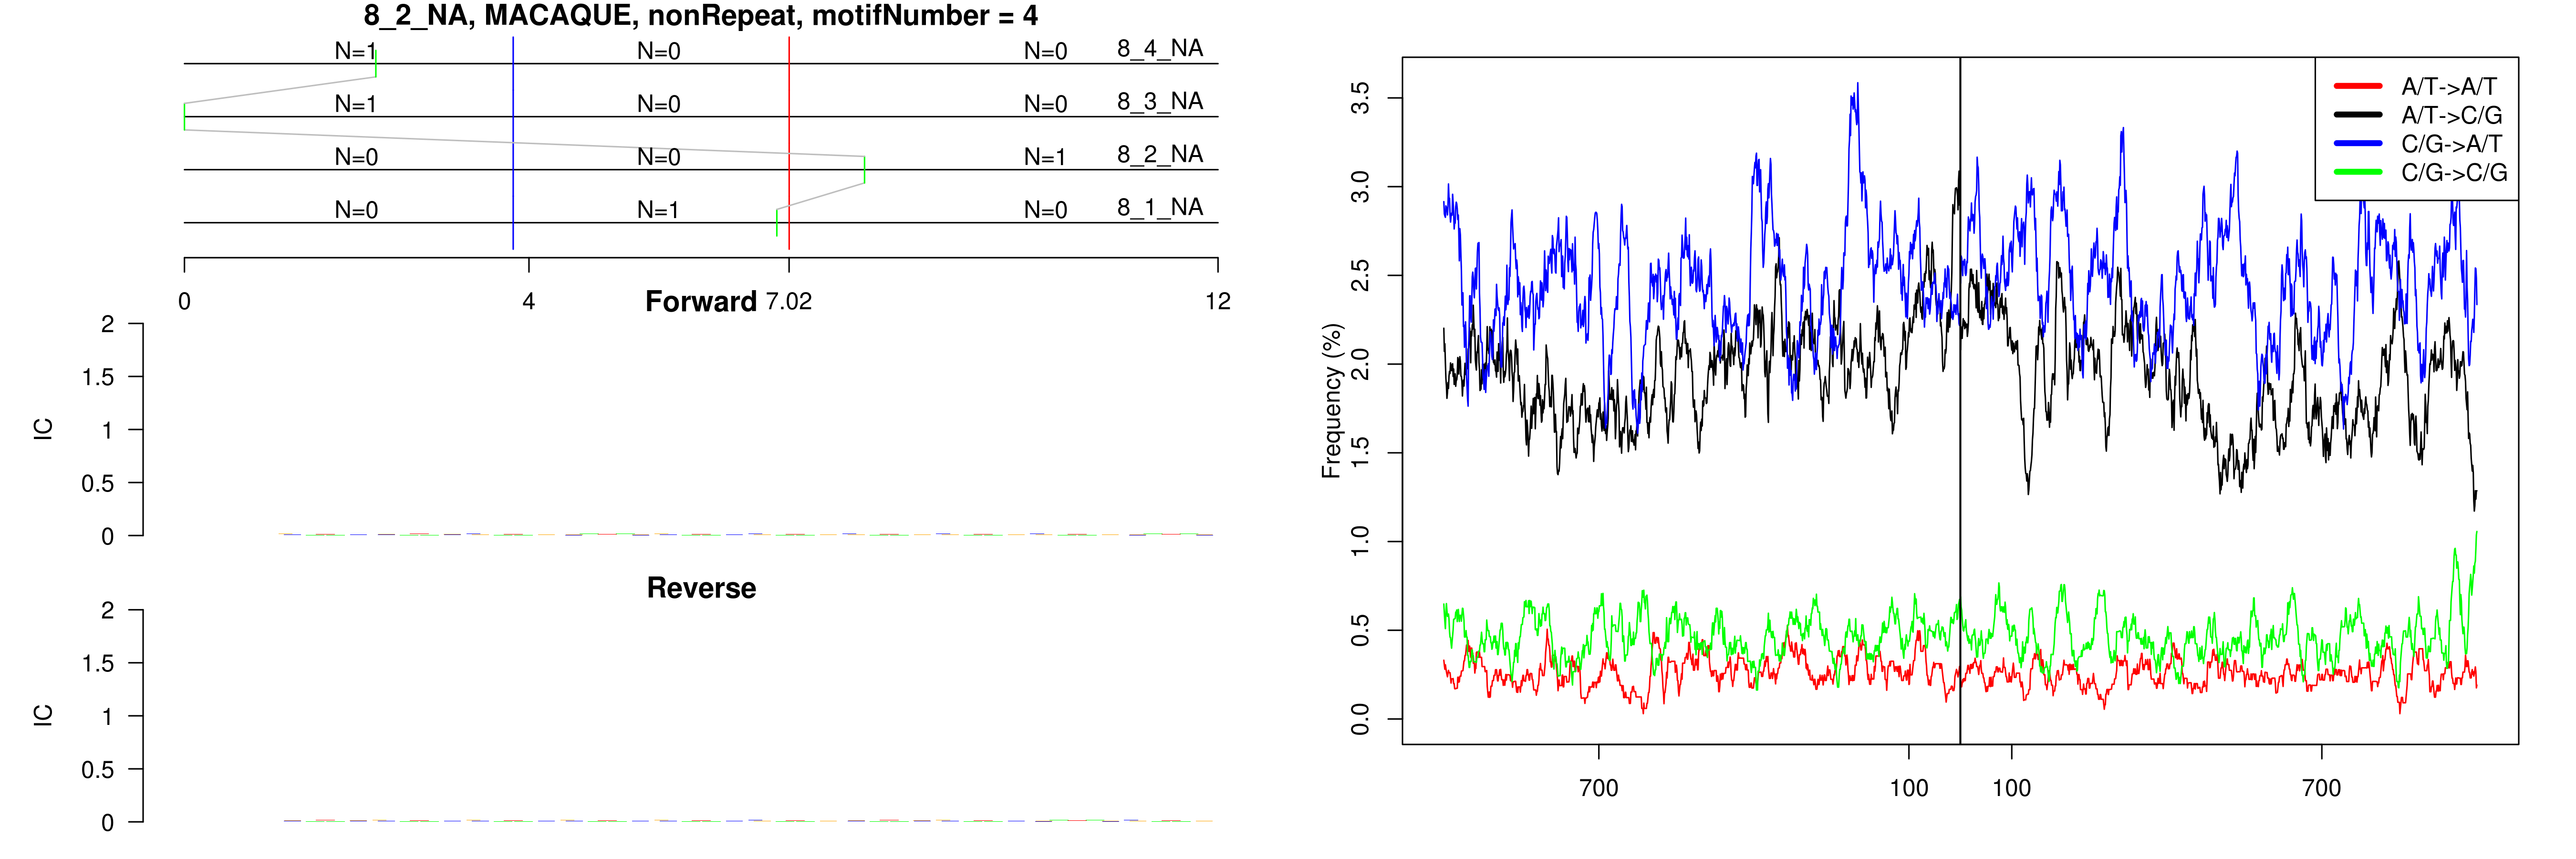 8_2_NA, MACAQUE, nonRepeat, motifNumber = 4
N=1 N=0 N=0 8_4_NA
N=1 N=0 N=0 8_3_NA
N=0 N=0 N=1 8_2_NA
N=0 N=1 N=0 8_1_NA
0 4 7.02 12
Forward
2
1.5
1
0.5
0
IC
Reverse
2
1.5
1
0.5
0
IC
A/T->A/T
A/T->C/G
C/G->A/T
C/G->C/G
3.5
3.0
2.5
2.0
1.5
1.0
0.5
0.0
Frequency (%)
700 100 100 700